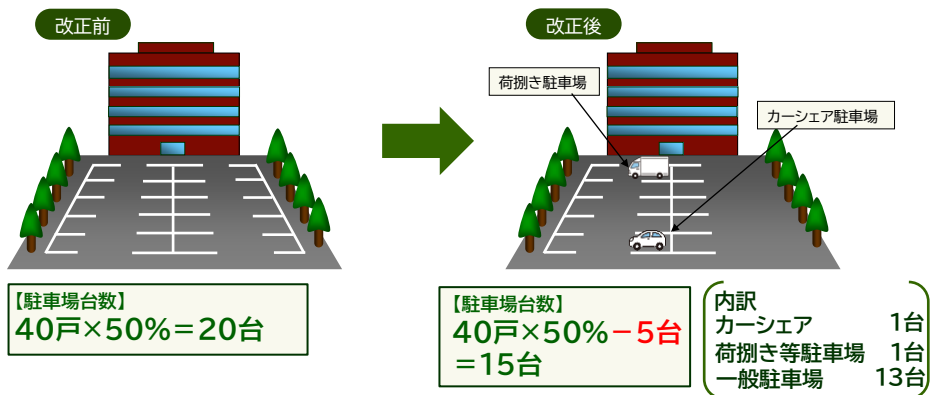 改正前
改正後
荷捌き駐車場
カーシェア駐車場
【駐車場台数】
40戸×50%=20台
【駐車場台数】
40戸×50%-5台
=15台
内訳
カーシェア 1台
荷捌き等駐車場 1台
一般駐車場 13台